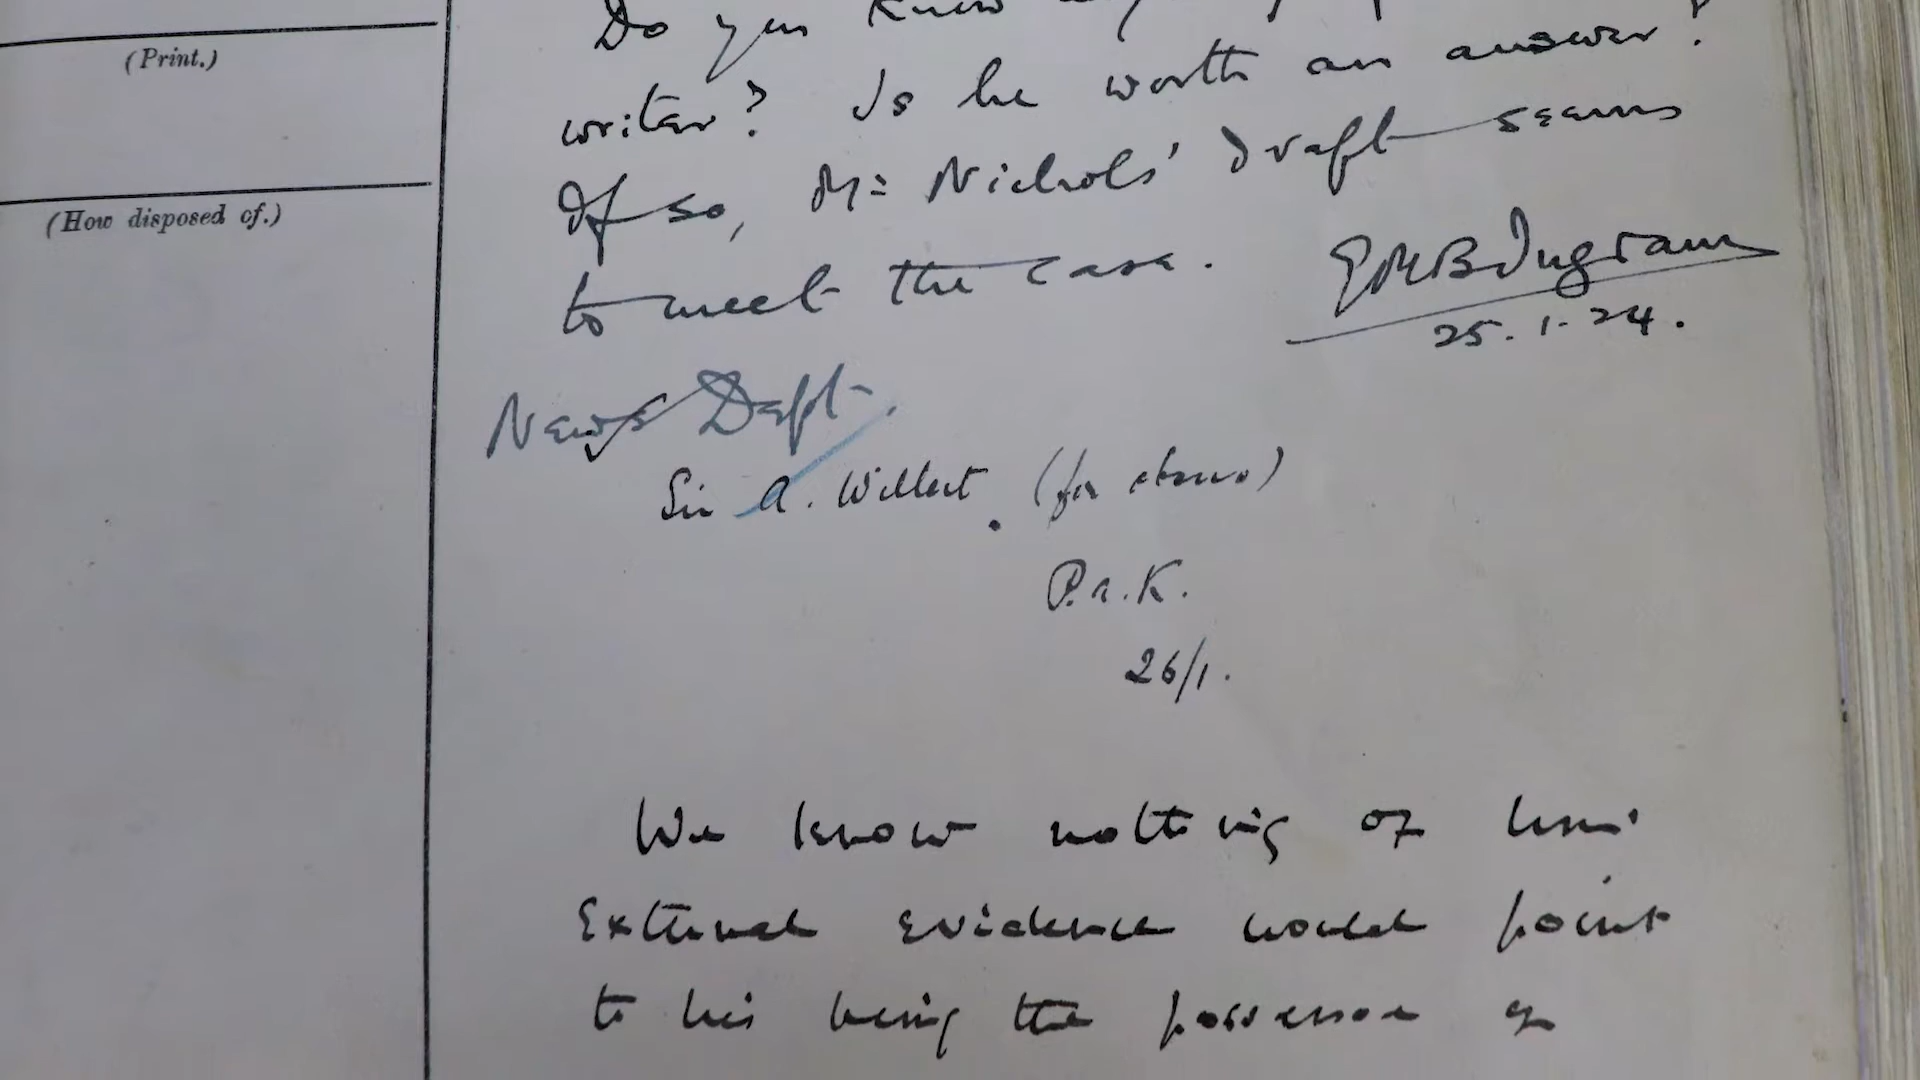 (Print.)
(How disposed of.)
Do you know
writer? Is he worth an answer?
If so, Mr Nichols' draft seems
to meet the case.
EMBIngram
25.1.24.
News Dept.
Sir A. Willert. (for obsns)
26/1.
We know nothing of him.
External evidence would point
to his being the possessor of